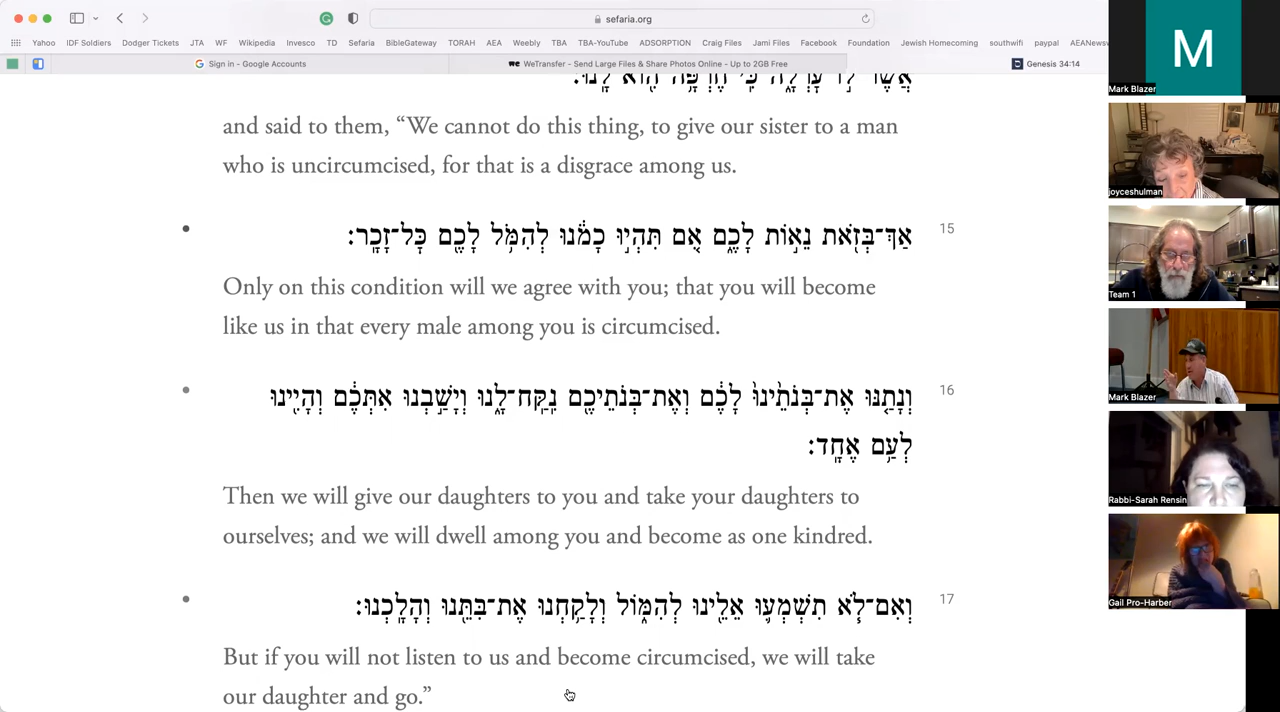 sefaria.org
Yahoo IDF Soldiers Dodger Tickets JTA WF Wikipedia Invesco TD Sefaria BibleGateway TORAH AEA Weebly TBA TBA-YouTube ADSORPTION Craig Files Jami Files Facebook Foundation Jewish Homecoming southwifi paypal AEANewsw
Sign in - Google Accounts
WeTransfer - Send Large Files & Share Photos Online - Up to 2GB Free
Genesis 34:14
and said to them, “We cannot do this thing, to give our sister to a man
who is uncircumcised, for that is a disgrace among us.
15
אַךְ־בְּזֹ֖את נֵא֣וֹת לָכֶ֑ם אִ֚ם תִּהְי֣וּ כָמֹ֔נוּ לְהִמֹּ֥ל לָכֶ֖ם כׇּל־זָכָֽר׃
Only on this condition will we agree with you; that you will become
like us in that every male among you is circumcised.
16
וְנָתַ֤נּוּ אֶת־בְּנֹתֵ֙ינוּ֙ לָכֶ֔ם וְאֶת־בְּנֹתֵיכֶ֖ם נִֽקַּֽח־לָ֑נוּ וְיָשַׁ֣בְנוּ אִתְּכֶ֔ם וְהָיִ֖ינוּ
לְעַ֥ם אֶחָֽד׃
Then we will give our daughters to you and take your daughters to
ourselves; and we will dwell among you and become as one kindred.
17
וְאִם־לֹ֧א תִשְׁמְע֛וּ אֵלֵ֖ינוּ לְהִמּ֑וֹל וְלָקַ֥חְנוּ אֶת־בִּתֵּ֖נוּ וְהָלָֽכְנוּ׃
But if you will not listen to us and become circumcised, we will take
our daughter and go.”
M
Mark Blazer
joyceshulman
Team 1
Mark Blazer
Rabbi-Sarah Rensin
Gail Pro-Harber